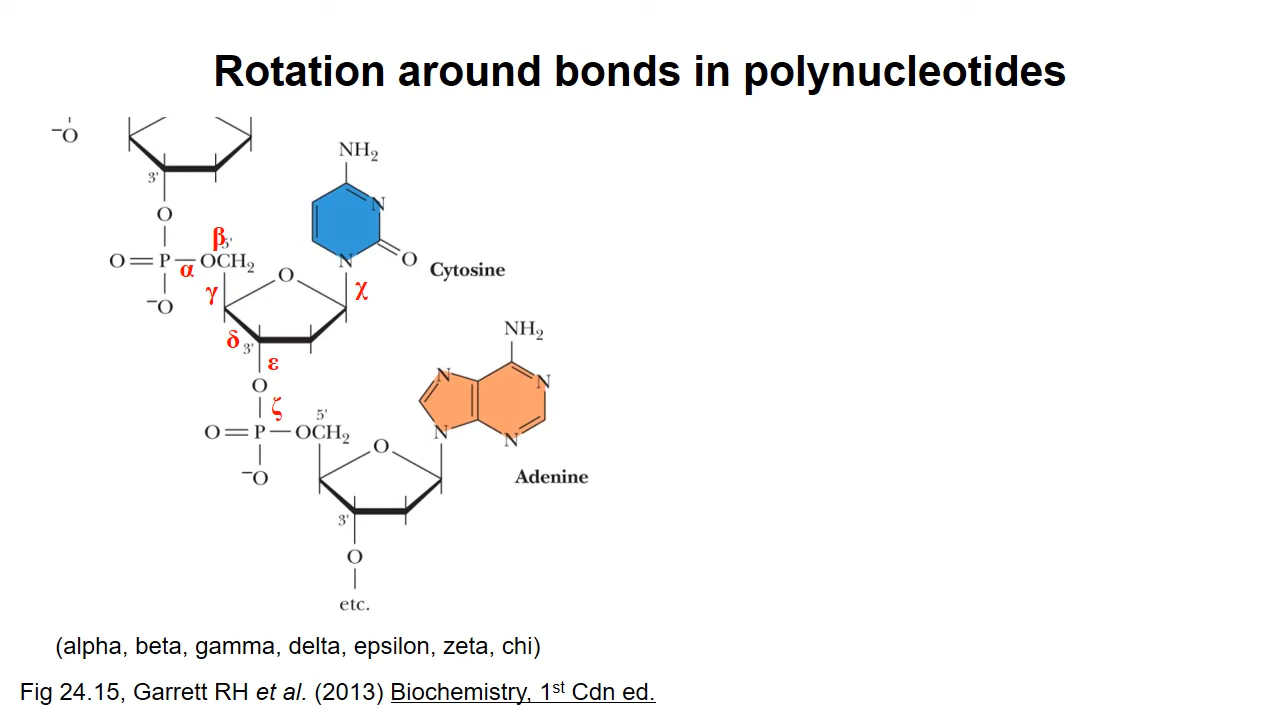 Rotation around bonds in polynucleotides
⁻O
3'
NH₂
N
O
β 5'
O=P—OCH₂
α
O
N
O
Cytosine
⁻O
γ
χ
δ 3'
ε
NH₂
O
N
N
ζ
5'
O=P—OCH₂
O
N
N
⁻O
Adenine
3'
O
etc.
(alpha, beta, gamma, delta, epsilon, zeta, chi)
Fig 24.15, Garrett RH et al. (2013) Biochemistry, 1st Cdn ed.